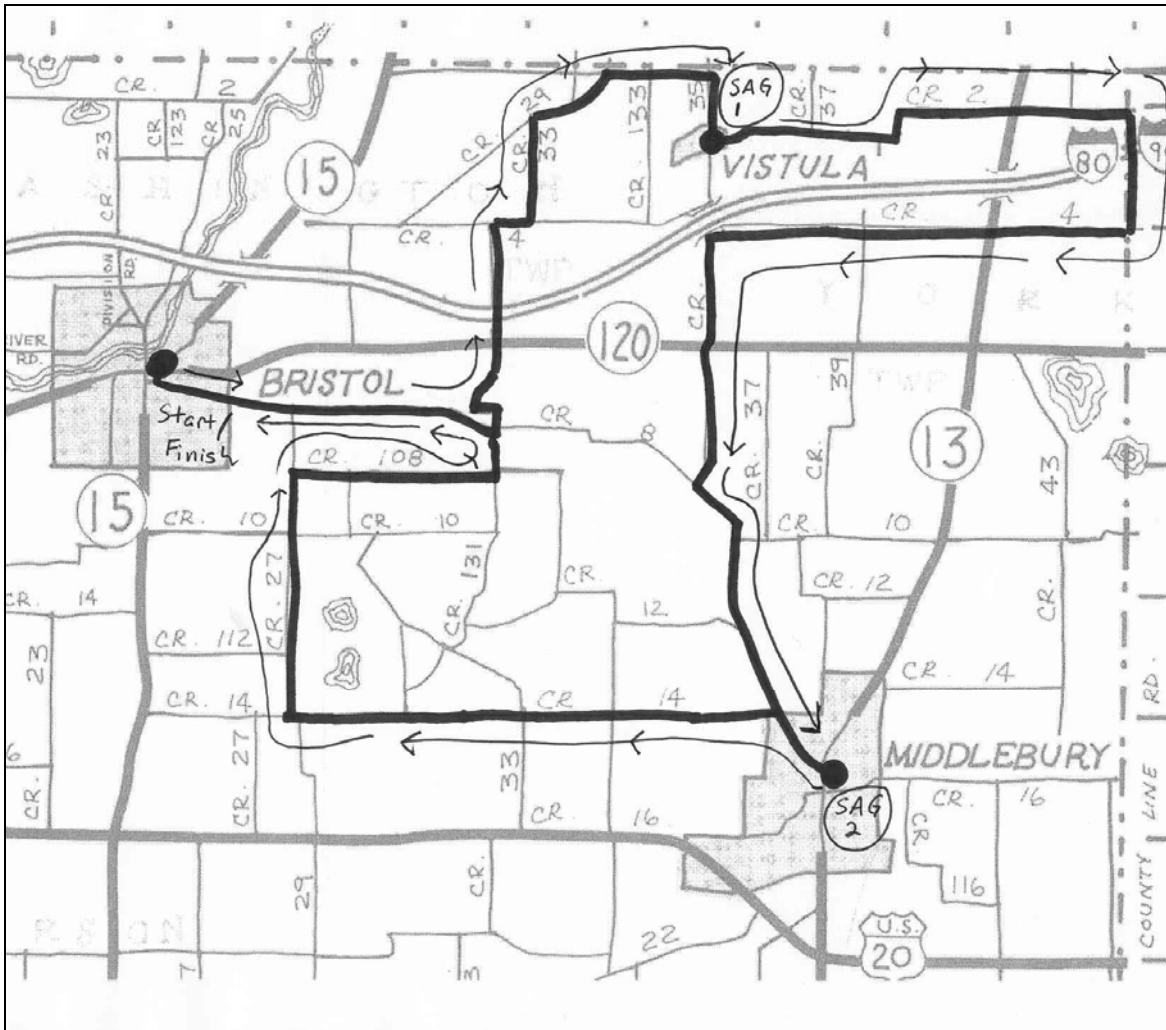 CR. 2
CR. 29
CR. 133
35
SAG
1
CR. 37
CR 2
23
CR.
CR. 123
CR. 25
CR. 33
15
VISTULA
80
CR. 4
CR. 4
TWP
DIVISION RD.
RIVER
RD.
CR.
120
BRISTOL
Start/
Finish
CR. 37
39
CR.
TWP
13
43
CR
8
CR. 108
15
CR. 10
CR. 10
CR. 10
CR. 131
CR.
12
CR. 12
CR.
CR. 14
CR. 27
CR. 112
23
CR.
CR. 14
CR 14
CR. 14
RD.
6
CR. 27
33
CR.
CR. 16
MIDDLEBURY
SAG
2
CR. 16
CR.
116
COUNTY LINE
29
CR.
22
U.S.
20
7